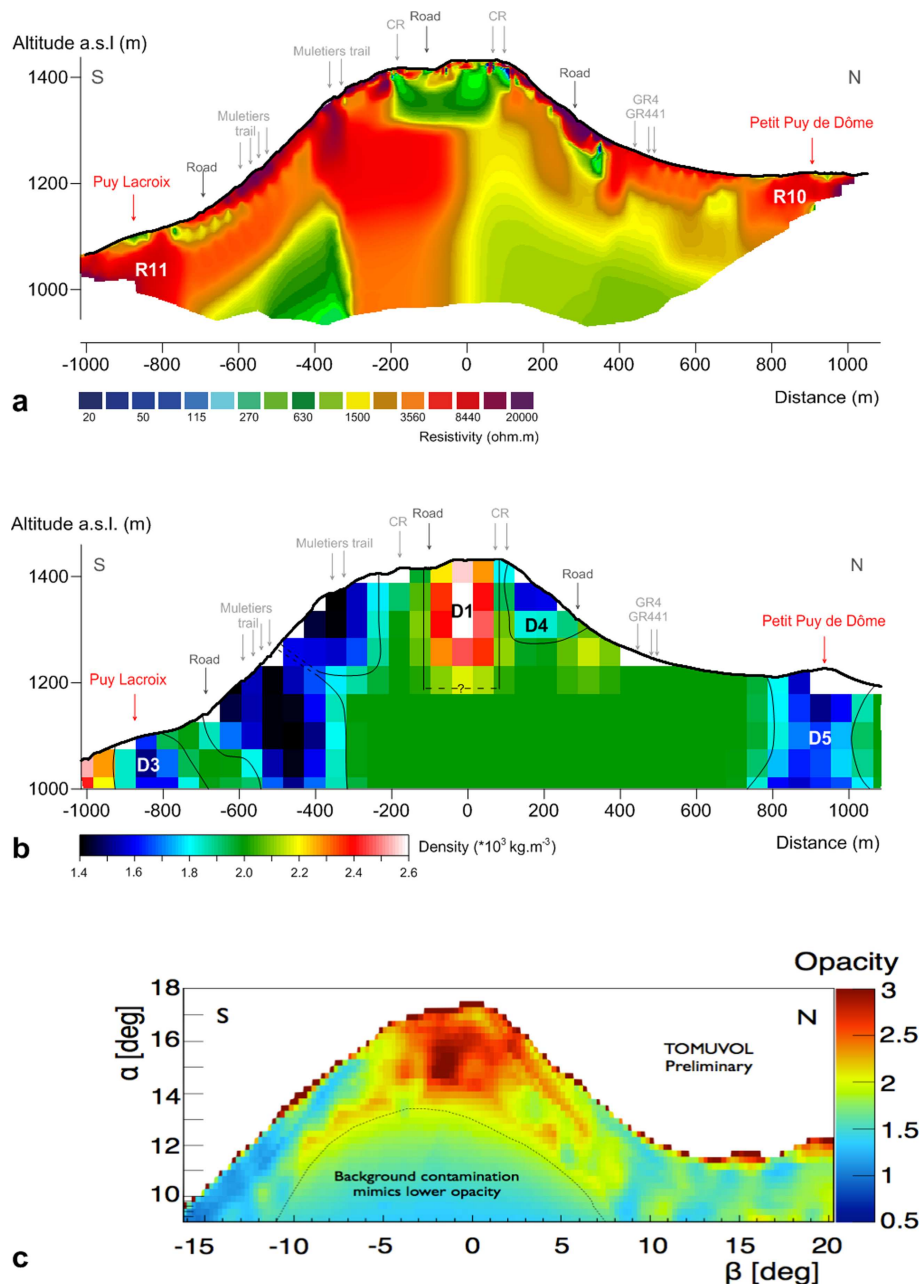 Altitude a.s.l (m)
S
N
CR
Road
CR
Muletiers trail
Road
GR4
GR441
Muletiers
trail
Road
Puy Lacroix
Petit Puy de Dôme
1400
1200
1000
R11
R10
-1000 -800 -600 -400 -200 0 200 400 600 800 1000
Distance (m)
20 50 115 270 630 1500 3560 8440 20000
Resistivity (ohm.m)
a
Altitude a.s.l. (m)
S
N
CR
Road
CR
Muletiers trail
Road
GR4
GR441
Muletiers
trail
Road
Puy Lacroix
Petit Puy de Dôme
1400
1200
1000
D1
D4
-?-
D3
D5
-1000 -800 -600 -400 -200 0 200 400 600 800 1000
Distance (m)
Density (*10³ kg.m-³)
1.4 1.6 1.8 2.0 2.2 2.4 2.6
b
Opacity
α [deg]
18
16
14
12
10
S
N
TOMUVOL
Preliminary
Background contamination
mimics lower opacity
3
2.5
2
1.5
1
0.5
-15 -10 -5 0 5 10 15 20
β [deg]
c